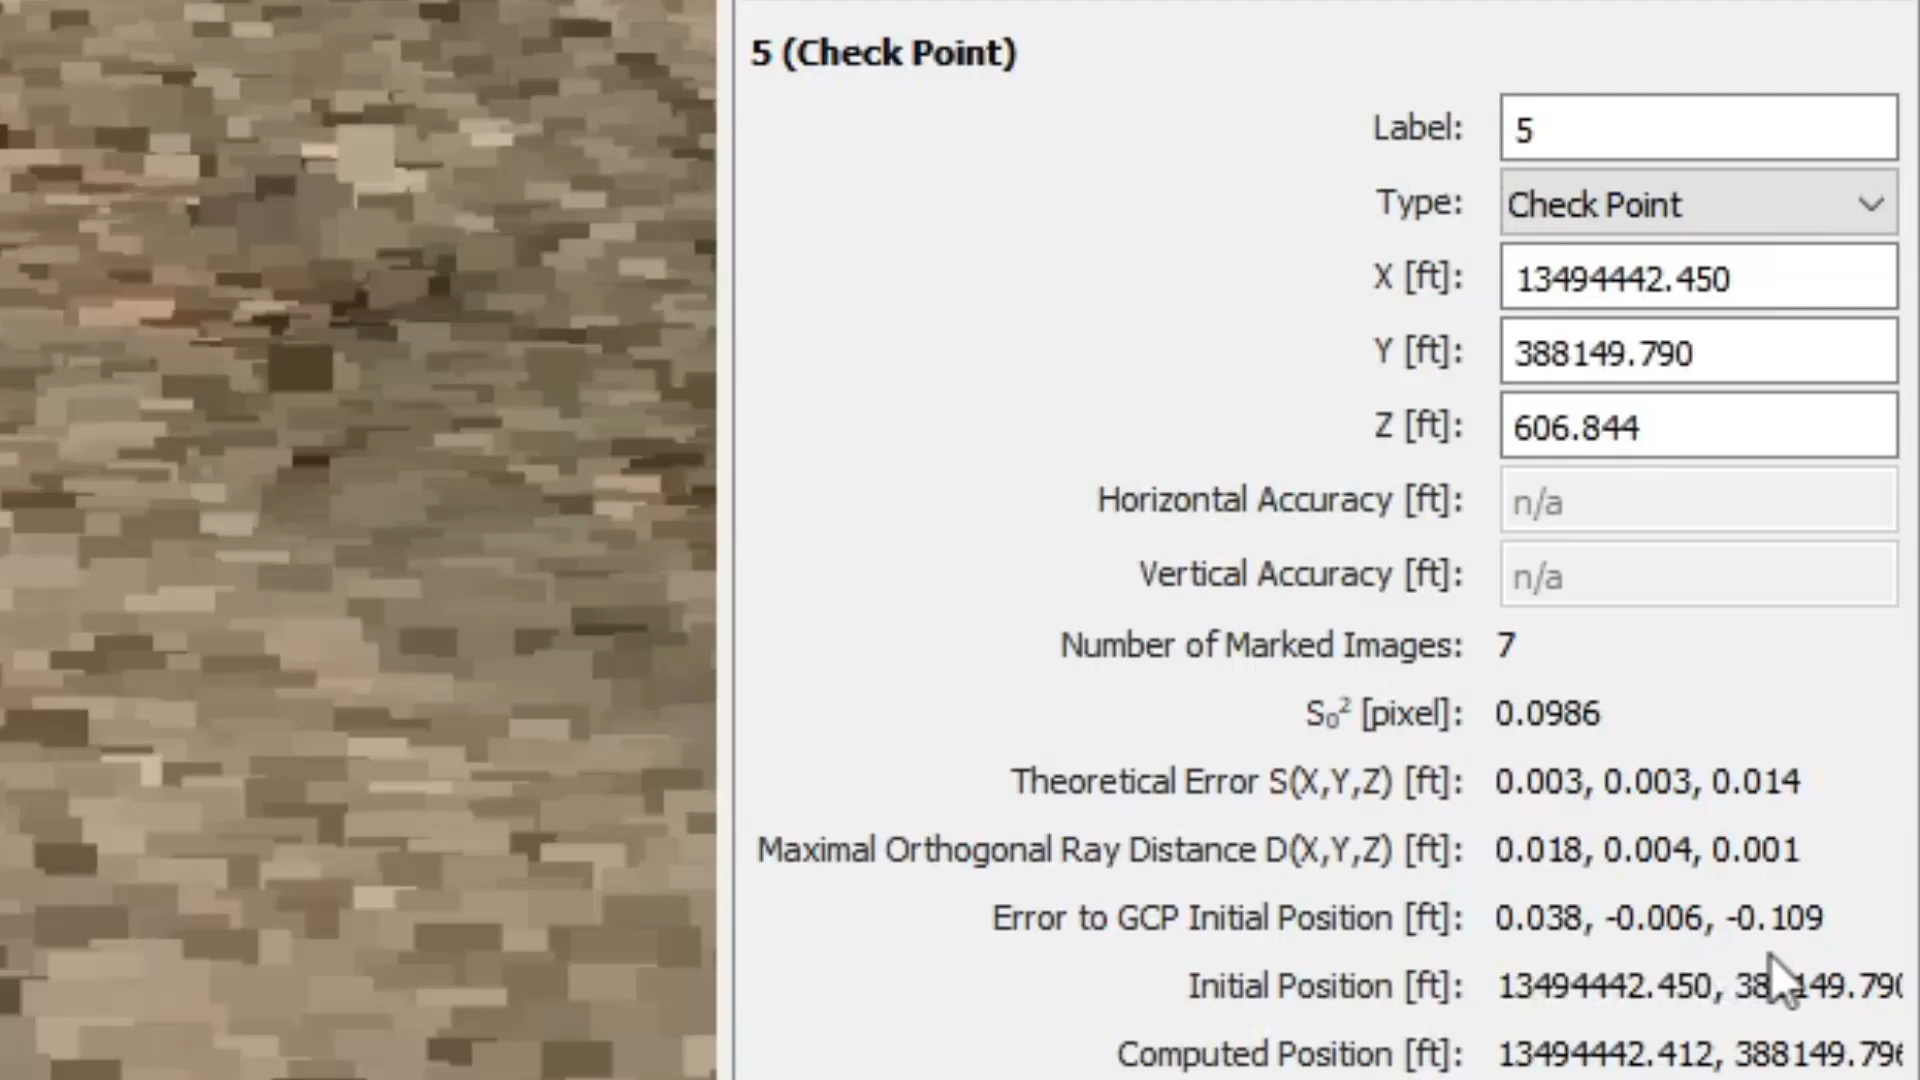 5 (Check Point)
Label: 5
Type: Check Point
X [ft]: 13494442.450
Y [ft]: 388149.790
Z [ft]: 606.844
Horizontal Accuracy [ft]: n/a
Vertical Accuracy [ft]: n/a
Number of Marked Images: 7
S₀² [pixel]: 0.0986
Theoretical Error S(X,Y,Z) [ft]: 0.003, 0.003, 0.014
Maximal Orthogonal Ray Distance D(X,Y,Z) [ft]: 0.018, 0.004, 0.001
Error to GCP Initial Position [ft]: 0.038, -0.006, -0.109
Initial Position [ft]: 13494442.450,
Computed Position [ft]: 13494442.412, 388149.796